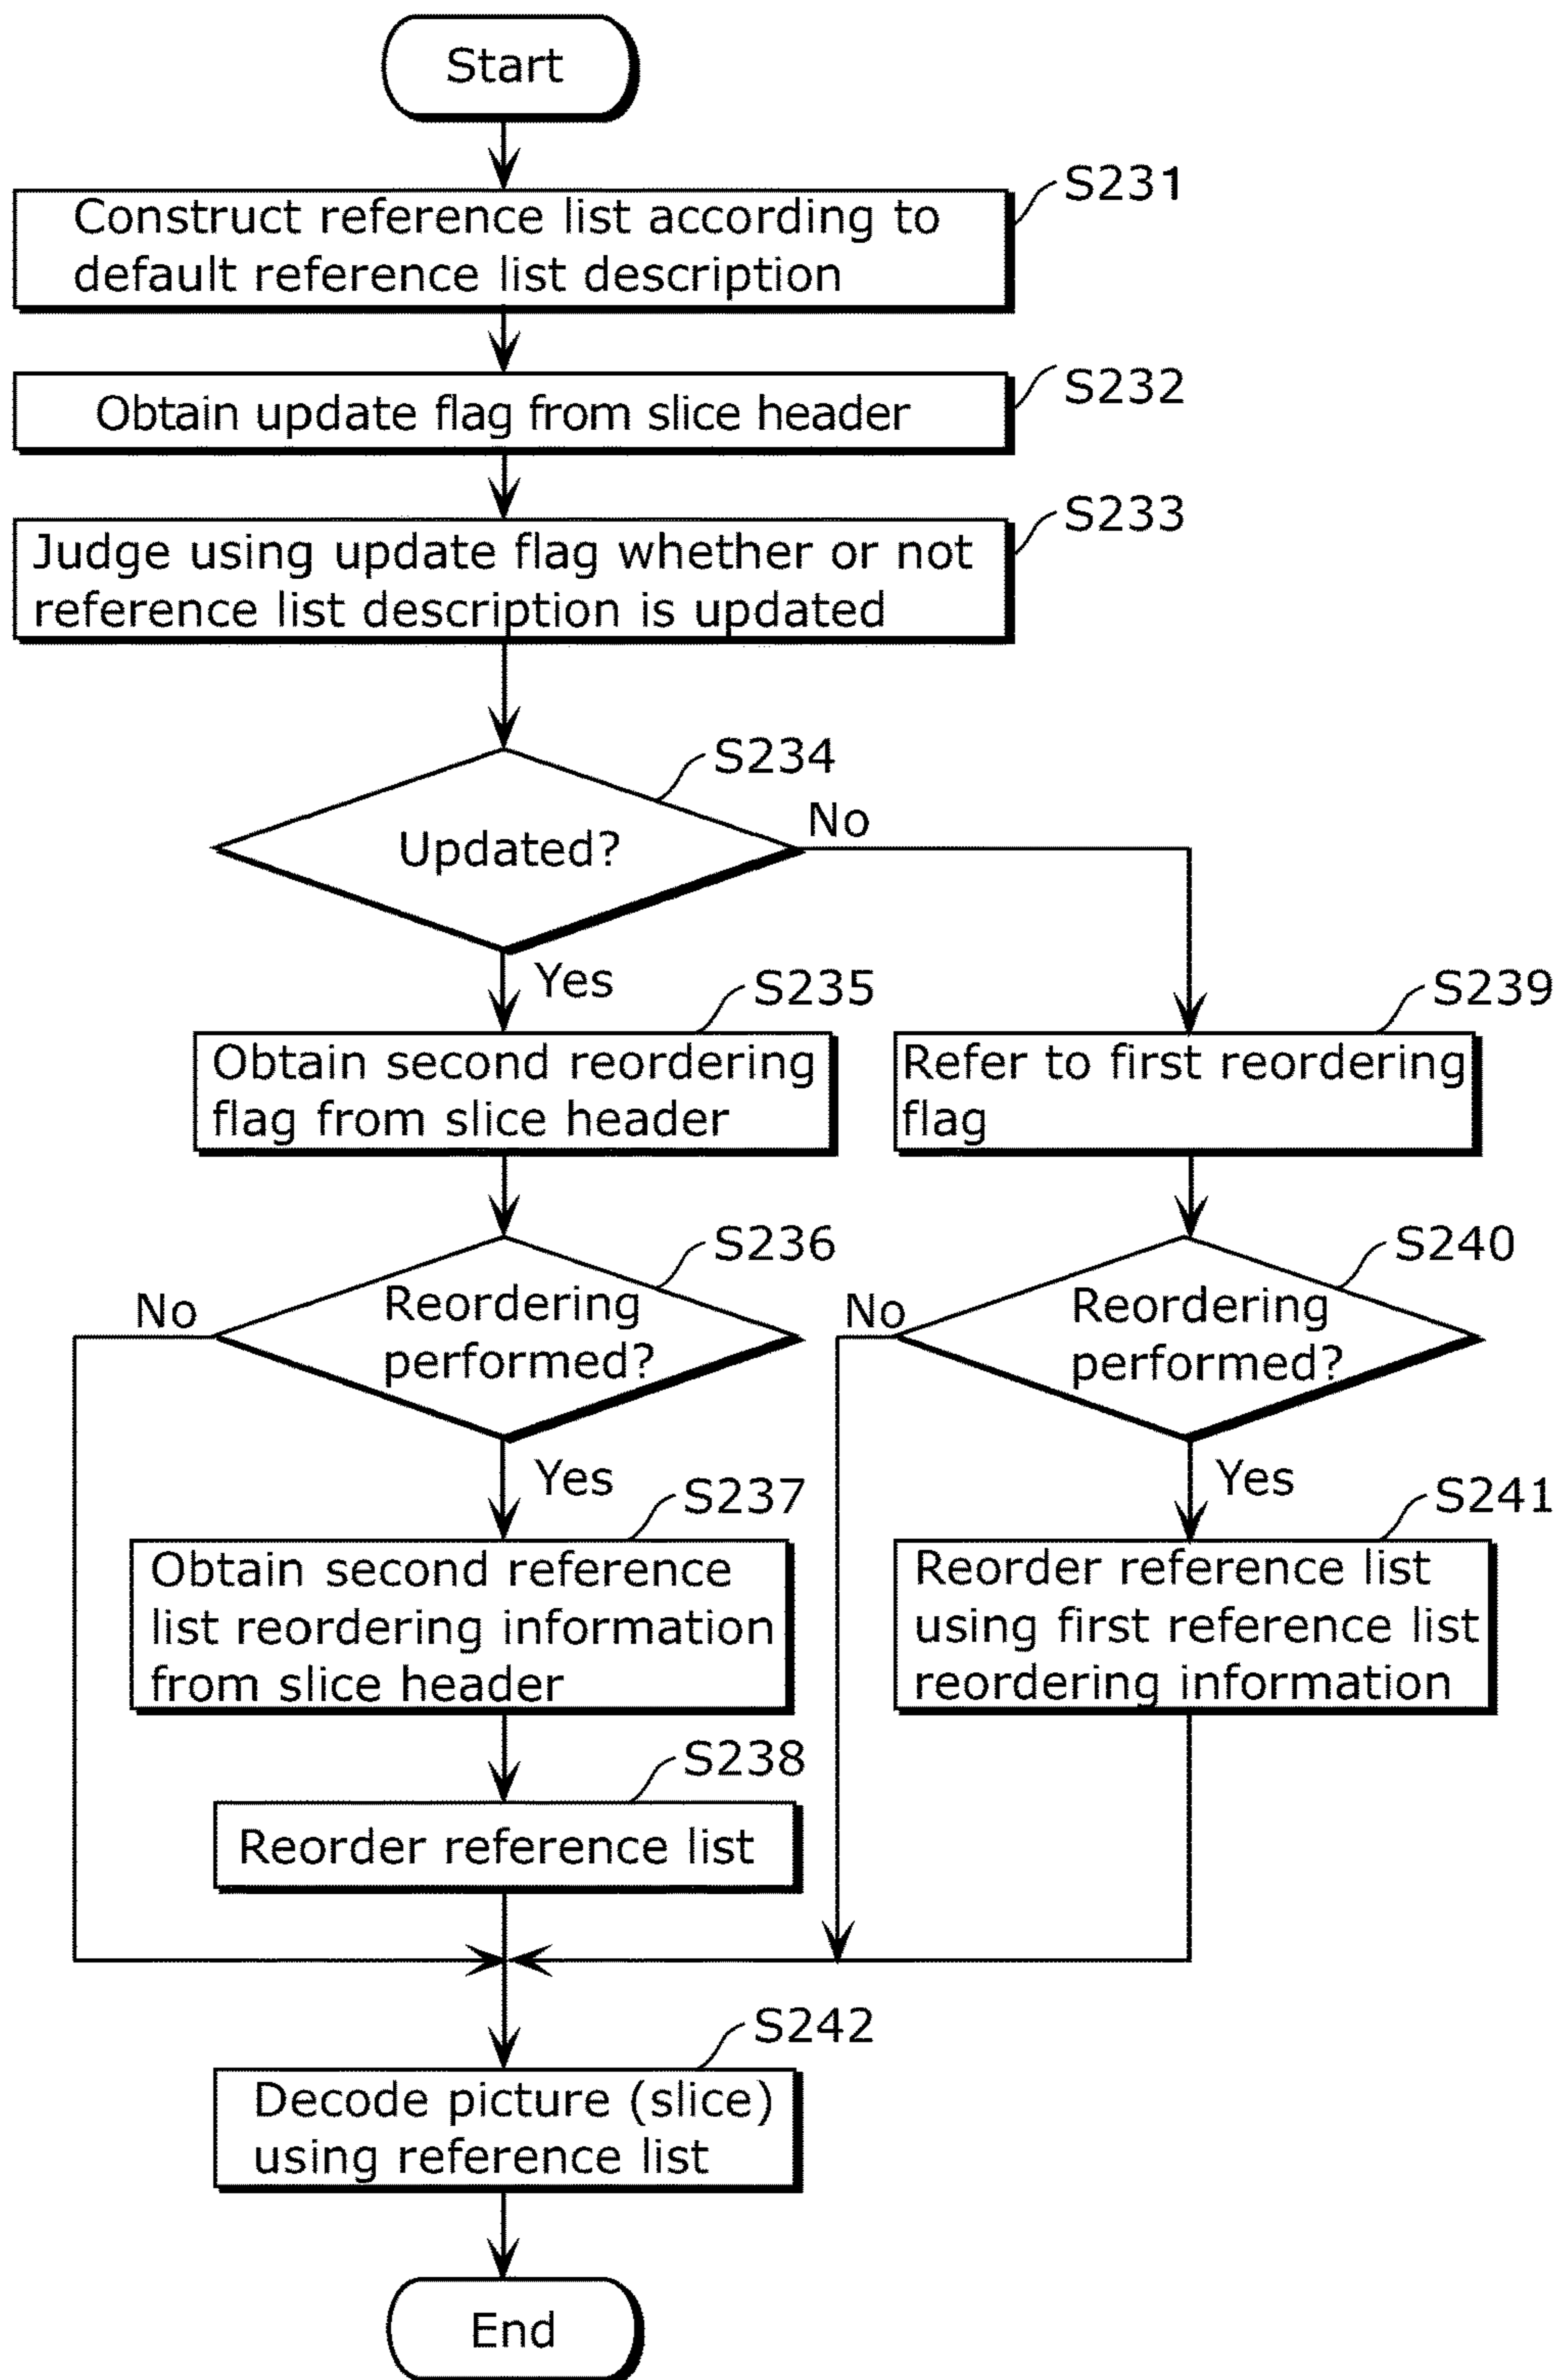 Start
S231
Construct reference list according to
default reference list description
S232
Obtain update flag from slice header
S233
Judge using update flag whether or not
reference list description is updated
S234
Updated?
No
Yes
S235
Obtain second reordering
flag from slice header
S239
Refer to first reordering
flag
S236
Reordering
performed?
No
Yes
S240
Reordering
performed?
No
Yes
S237
Obtain second reference
list reordering information
from slice header
S241
Reorder reference list
using first reference list
reordering information
S238
Reorder reference list
S242
Decode picture (slice)
using reference list
End